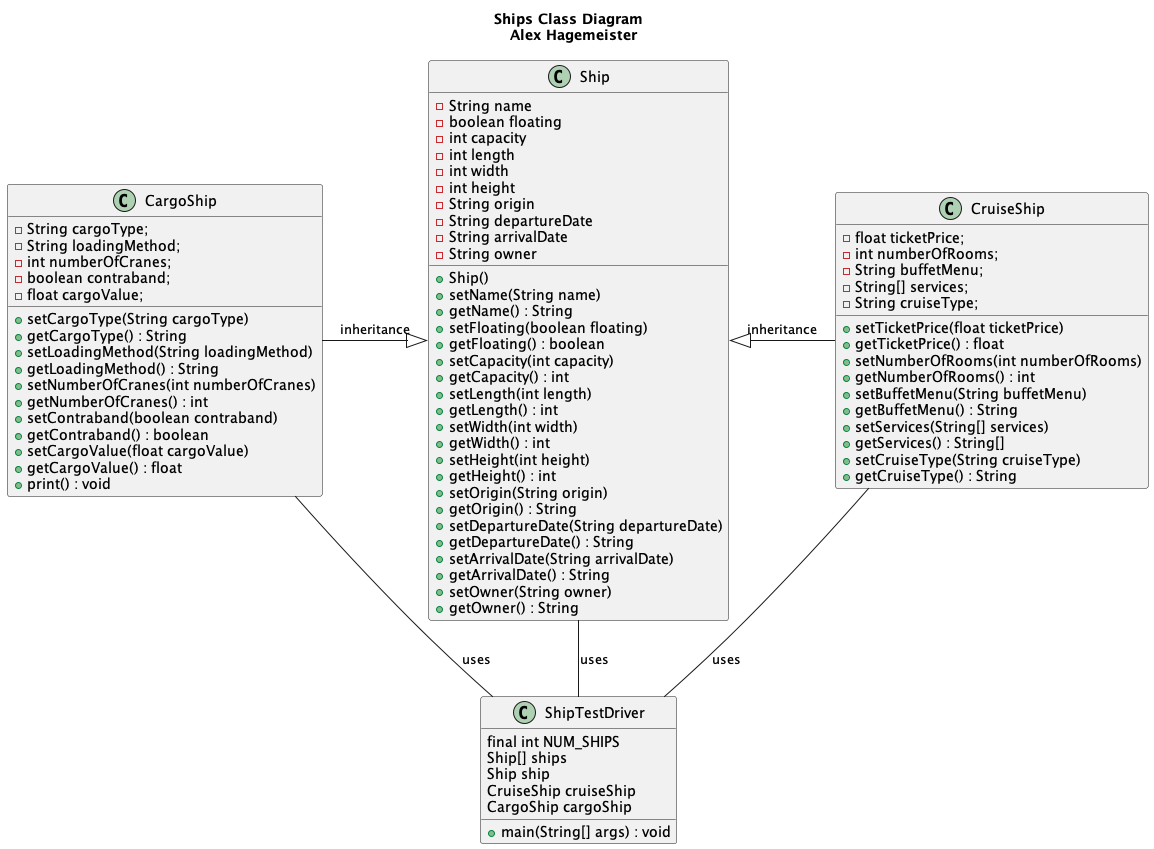 Ships Class Diagram
Alex Hagemeister
C Ship
String name
boolean floating
int capacity
int length
int width
int height
String origin
String departureDate
String arrivalDate
String owner
Ship()
setName(String name)
getName() : String
setFloating(boolean floating)
getFloating() : boolean
setCapacity(int capacity)
getCapacity() : int
setLength(int length)
getLength() : int
setWidth(int width)
getWidth() : int
setHeight(int height)
getHeight() : int
setOrigin(String origin)
getOrigin() : String
setDepartureDate(String departureDate)
getDepartureDate() : String
setArrivalDate(String arrivalDate)
getArrivalDate() : String
setOwner(String owner)
getOwner() : String
C CargoShip
String cargoType;
String loadingMethod;
int numberOfCranes;
boolean contraband;
float cargoValue;
setCargoType(String cargoType)
getCargoType() : String
setLoadingMethod(String loadingMethod)
getLoadingMethod() : String
setNumberOfCranes(int numberOfCranes)
getNumberOfCranes() : int
setContraband(boolean contraband)
getContraband() : boolean
setCargoValue(float cargoValue)
getCargoValue() : float
print() : void
inheritance
inheritance
C CruiseShip
float ticketPrice;
int numberOfRooms;
String buffetMenu;
String[] services;
String cruiseType;
setTicketPrice(float ticketPrice)
getTicketPrice() : float
setNumberOfRooms(int numberOfRooms)
getNumberOfRooms() : int
setBuffetMenu(String buffetMenu)
getBuffetMenu() : String
setServices(String[] services)
getServices() : String[]
setCruiseType(String cruiseType)
getCruiseType() : String
uses
uses
uses
C ShipTestDriver
final int NUM_SHIPS
Ship[] ships
Ship ship
CruiseShip cruiseShip
CargoShip cargoShip
main(String[] args) : void